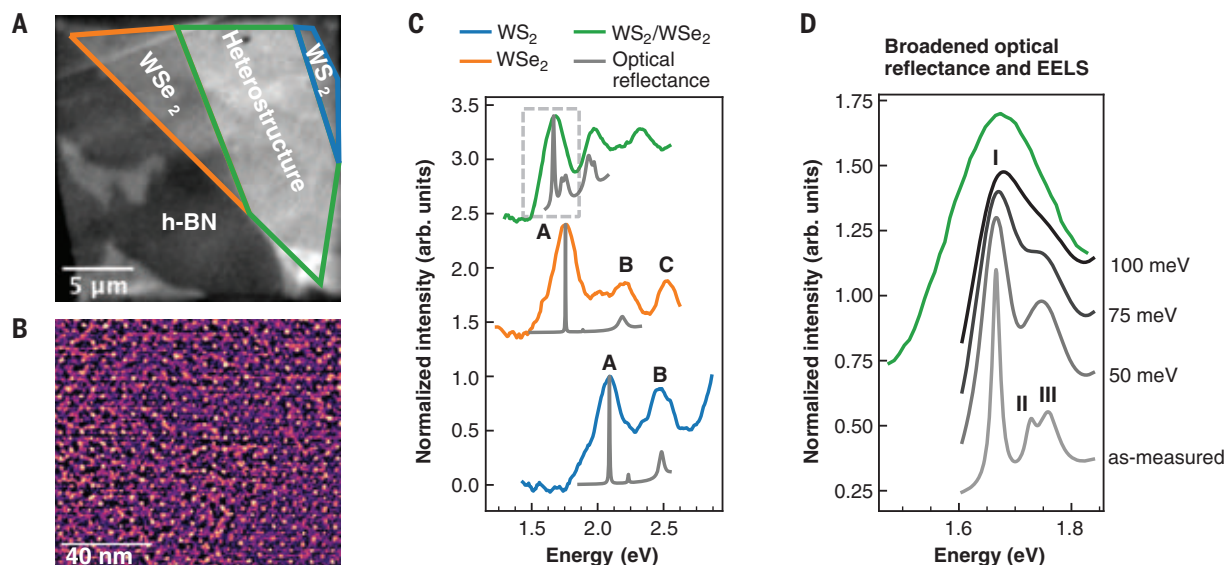 A
WSe₂
Heterostructure
WS₂
h-BN
5 μm
B
40 nm
C
WS₂
WS₂/WSe₂
WSe₂
Optical
reflectance
Normalized intensity (arb. units)
3.5
3.0
2.5
2.0
1.5
1.0
0.5
0.0
A
B
C
A
B
1.5
2.0
2.5
Energy (eV)
D
Broadened optical
reflectance and EELS
Normalized intensity (arb. units)
1.75
1.50
1.25
1.00
0.75
0.50
0.25
I
II
III
100 meV
75 meV
50 meV
as-measured
1.6
1.8
Energy (eV)